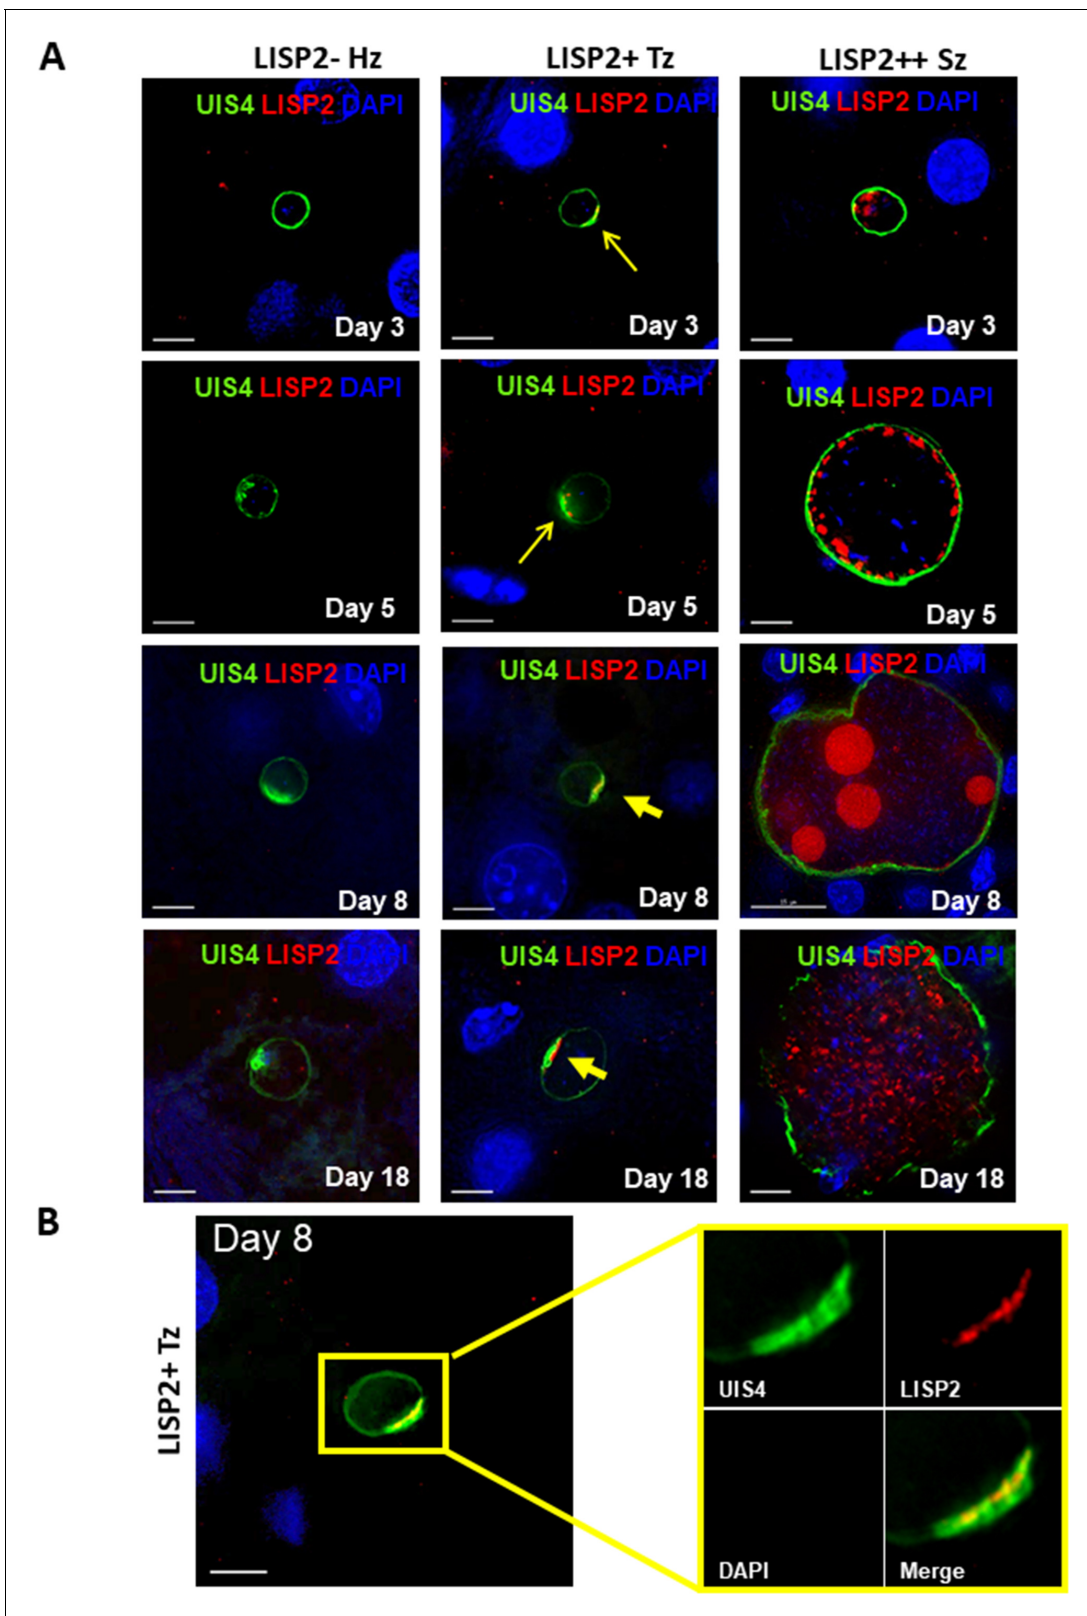 A
LISP2- Hz LISP2+ Tz LISP2++ Sz
UIS4 LISP2 DAPI UIS4 LISP2 DAPI UIS4 LISP2 DAPI
Day 3 Day 3 Day 3
UIS4 LISP2 DAPI UIS4 LISP2 DAPI UIS4 LISP2 DAPI
Day 5 Day 5 Day 5
UIS4 LISP2 DAPI UIS4 LISP2 DAPI UIS4 LISP2 DAPI
Day 8 Day 8 Day 8
UIS4 LISP2 DAPI UIS4 LISP2 DAPI UIS4 LISP2 DAPI
Day 18 Day 18 Day 18
B
LISP2+ Tz
Day 8
UIS4 LISP2
DAPI Merge